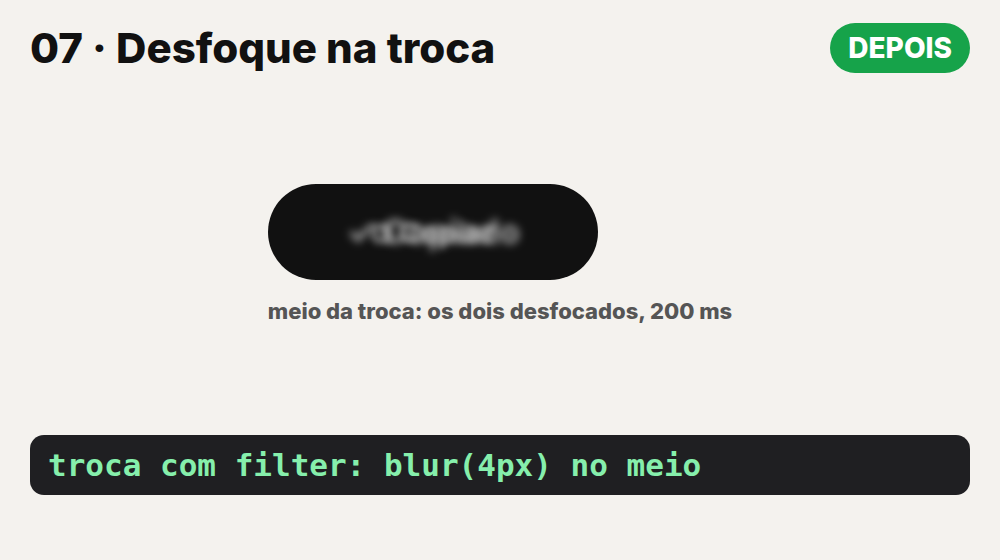 07 · Desfoque na troca
DEPOIS
meio da troca: os dois desfocados, 200 ms
troca com filter: blur(4px) no meio